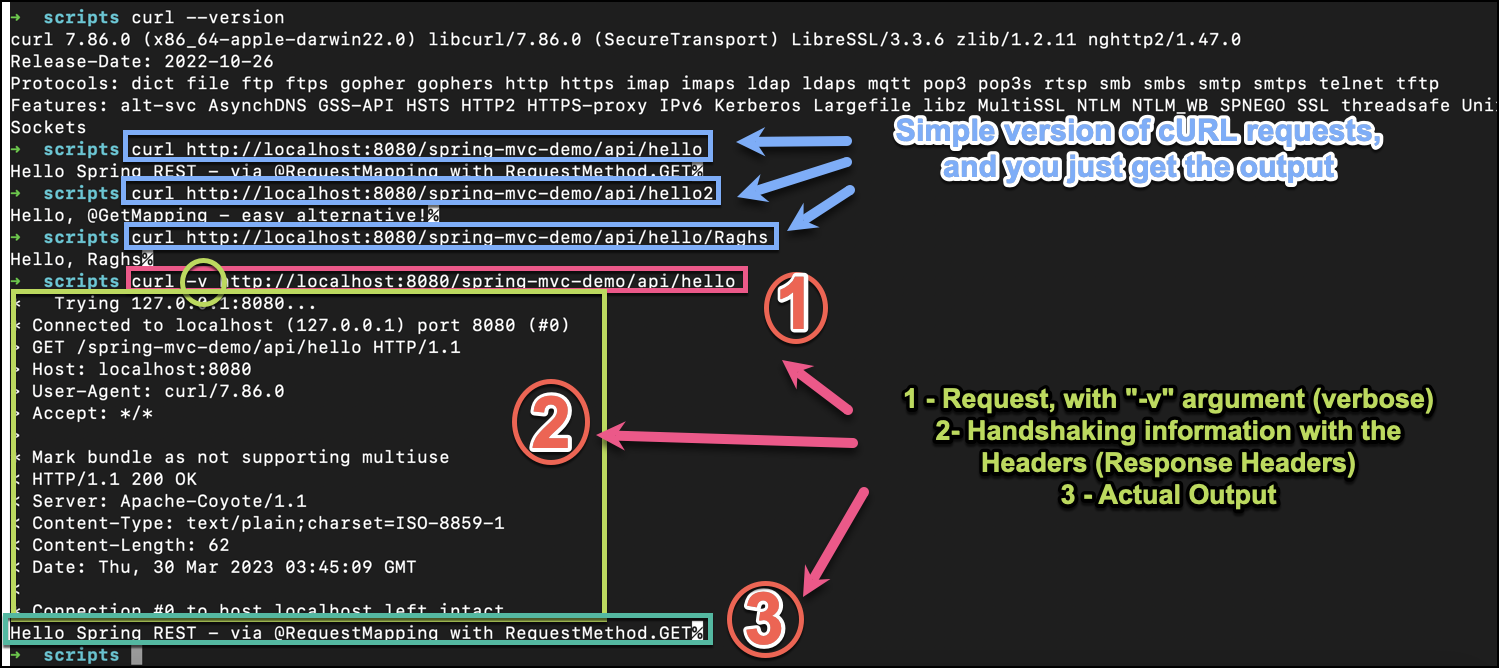 → scripts curl --version
curl 7.86.0 (x86_64-apple-darwin22.0) libcurl/7.86.0 (SecureTransport) LibreSSL/3.3.6 zlib/1.2.11 nghttp2/1.47.0
Release-Date: 2022-10-26
Protocols: dict file ftp ftps gopher gophers http https imap imaps ldap ldaps mqtt pop3 pop3s rtsp smb smbs smtp smtps telnet tftp
Features: alt-svc AsynchDNS GSS-API HSTS HTTP2 HTTPS-proxy IPv6 Kerberos Largefile libz MultiSSL NTLM NTLM_WB SPNEGO SSL threadsafe Unix
Sockets
→ scripts curl http://localhost:8080/spring-mvc-demo/api/hello
Hello Spring REST - via @RequestMapping with RequestMethod.GET%
→ scripts curl http://localhost:8080/spring-mvc-demo/api/hello2
Hello, @GetMapping - easy alternative!%
→ scripts curl http://localhost:8080/spring-mvc-demo/api/hello/Raghs
Hello, Raghs%
→ scripts curl -v http://localhost:8080/spring-mvc-demo/api/hello
* Trying 127.0.0.1:8080...
* Connected to localhost (127.0.0.1) port 8080 (#0)
> GET /spring-mvc-demo/api/hello HTTP/1.1
> Host: localhost:8080
> User-Agent: curl/7.86.0
> Accept: */*
>
* Mark bundle as not supporting multiuse
< HTTP/1.1 200 OK
< Server: Apache-Coyote/1.1
< Content-Type: text/plain;charset=ISO-8859-1
< Content-Length: 62
< Date: Thu, 30 Mar 2023 03:45:09 GMT
<
* Connection #0 to host localhost left intact
Hello Spring REST - via @RequestMapping with RequestMethod.GET%
→ scripts
Simple version of cURL requests,
and you just get the output
1
2
3
1 - Request, with "-v" argument (verbose)
2- Handshaking information with the
Headers (Response Headers)
3 - Actual Output